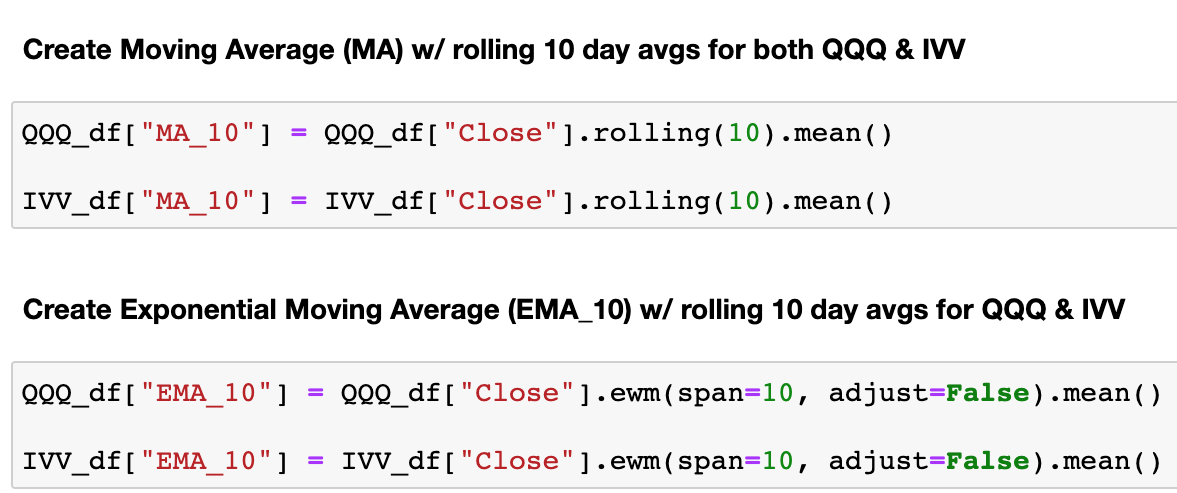 Create Moving Average (MA) w/ rolling 10 day avgs for both QQQ & IVV
QQQ_df["MA_10"] = QQQ_df["Close"].rolling(10).mean()
IVV_df["MA_10"] = IVV_df["Close"].rolling(10).mean()
Create Exponential Moving Average (EMA_10) w/ rolling 10 day avgs for QQQ & IVV
QQQ_df["EMA_10"] = QQQ_df["Close"].ewm(span=10, adjust=False).mean()
IVV_df["EMA_10"] = IVV_df["Close"].ewm(span=10, adjust=False).mean()